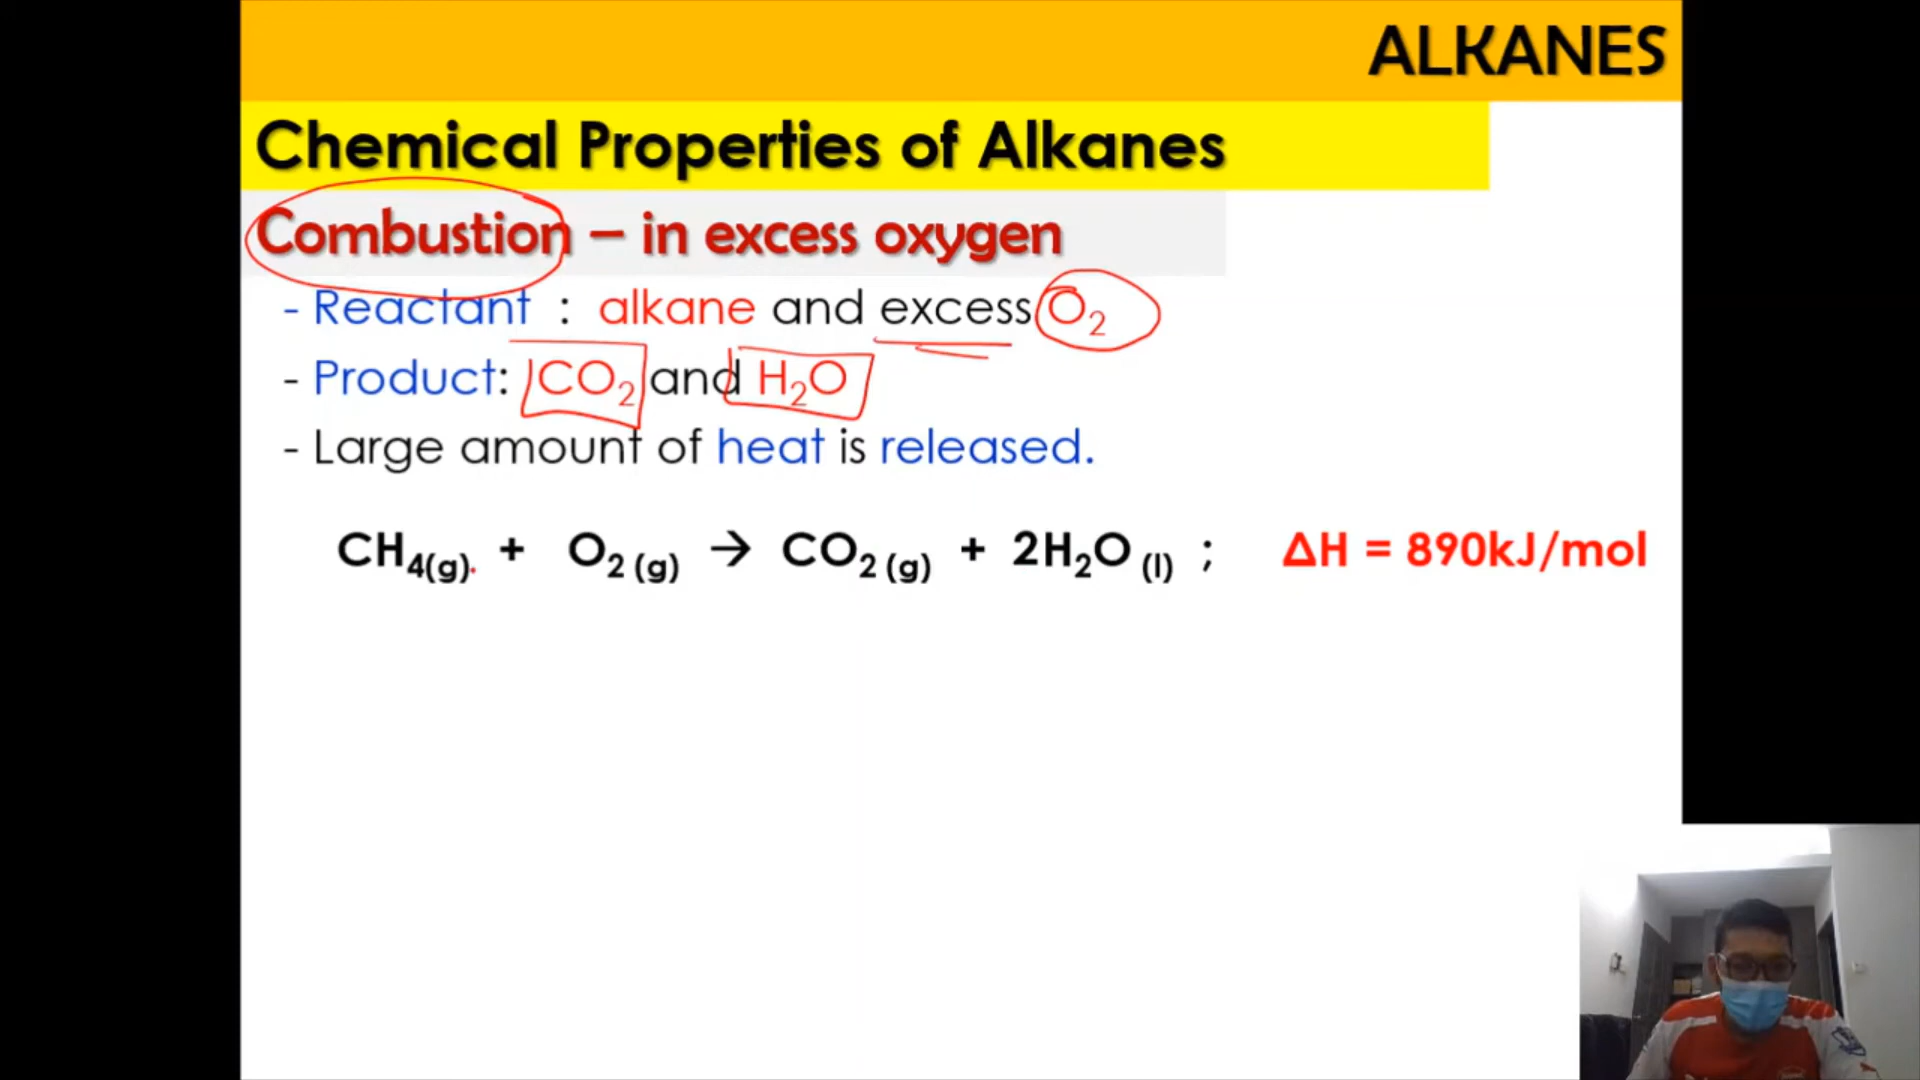 ALKANES
Chemical Properties of Alkanes
Combustion – in excess oxygen
- Reactant : alkane and excess O₂
- Product: CO₂ and H₂O
- Large amount of heat is released.
CH₄(g) + O₂ (g) → CO₂ (g) + 2H₂O (l) ; ΔH = 890kJ/mol